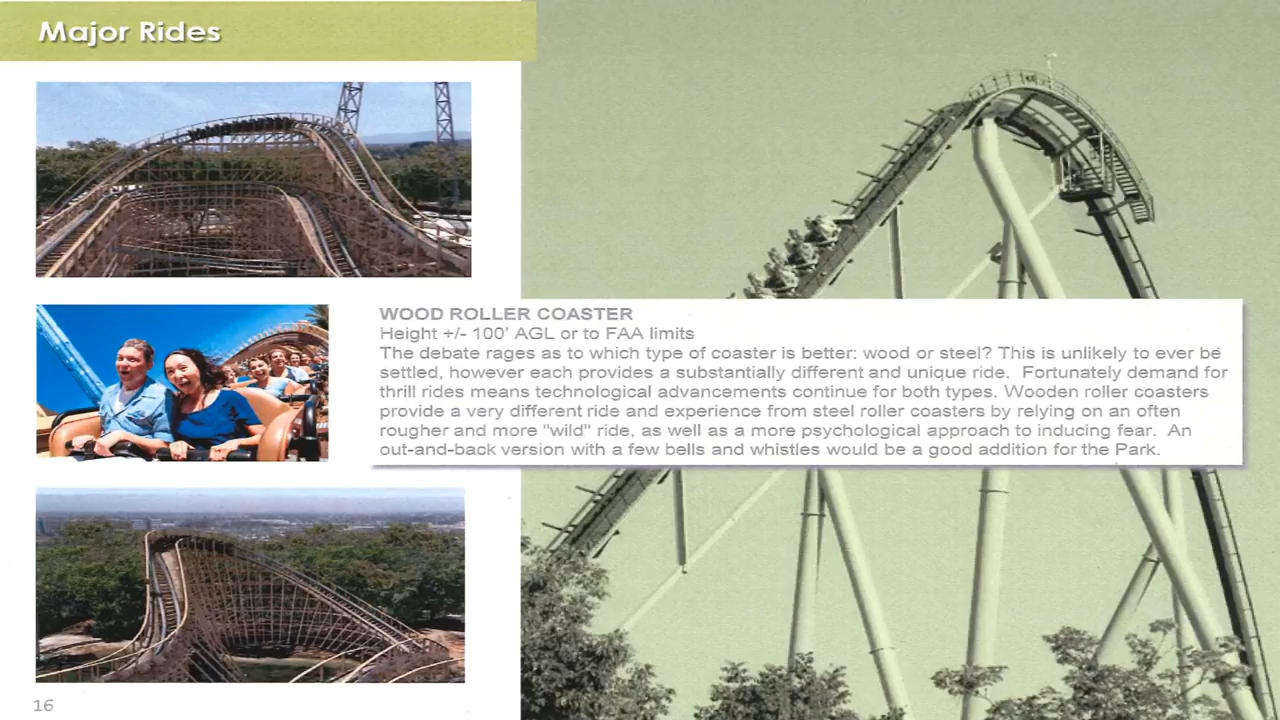 Major Rides
WOOD ROLLER COASTER
Height +/- 100' AGL or to FAA limits
The debate rages as to which type of coaster is better: wood or steel? This is unlikely to ever be
settled, however each provides a substantially different and unique ride.  Fortunately demand for
thrill rides means technological advancements continue for both types. Wooden roller coasters
provide a very different ride and experience from steel roller coasters by relying on an often
rougher and more "wild" ride, as well as a more psychological approach to inducing fear.  An
out-and-back version with a few bells and whistles would be a good addition for the Park.
16